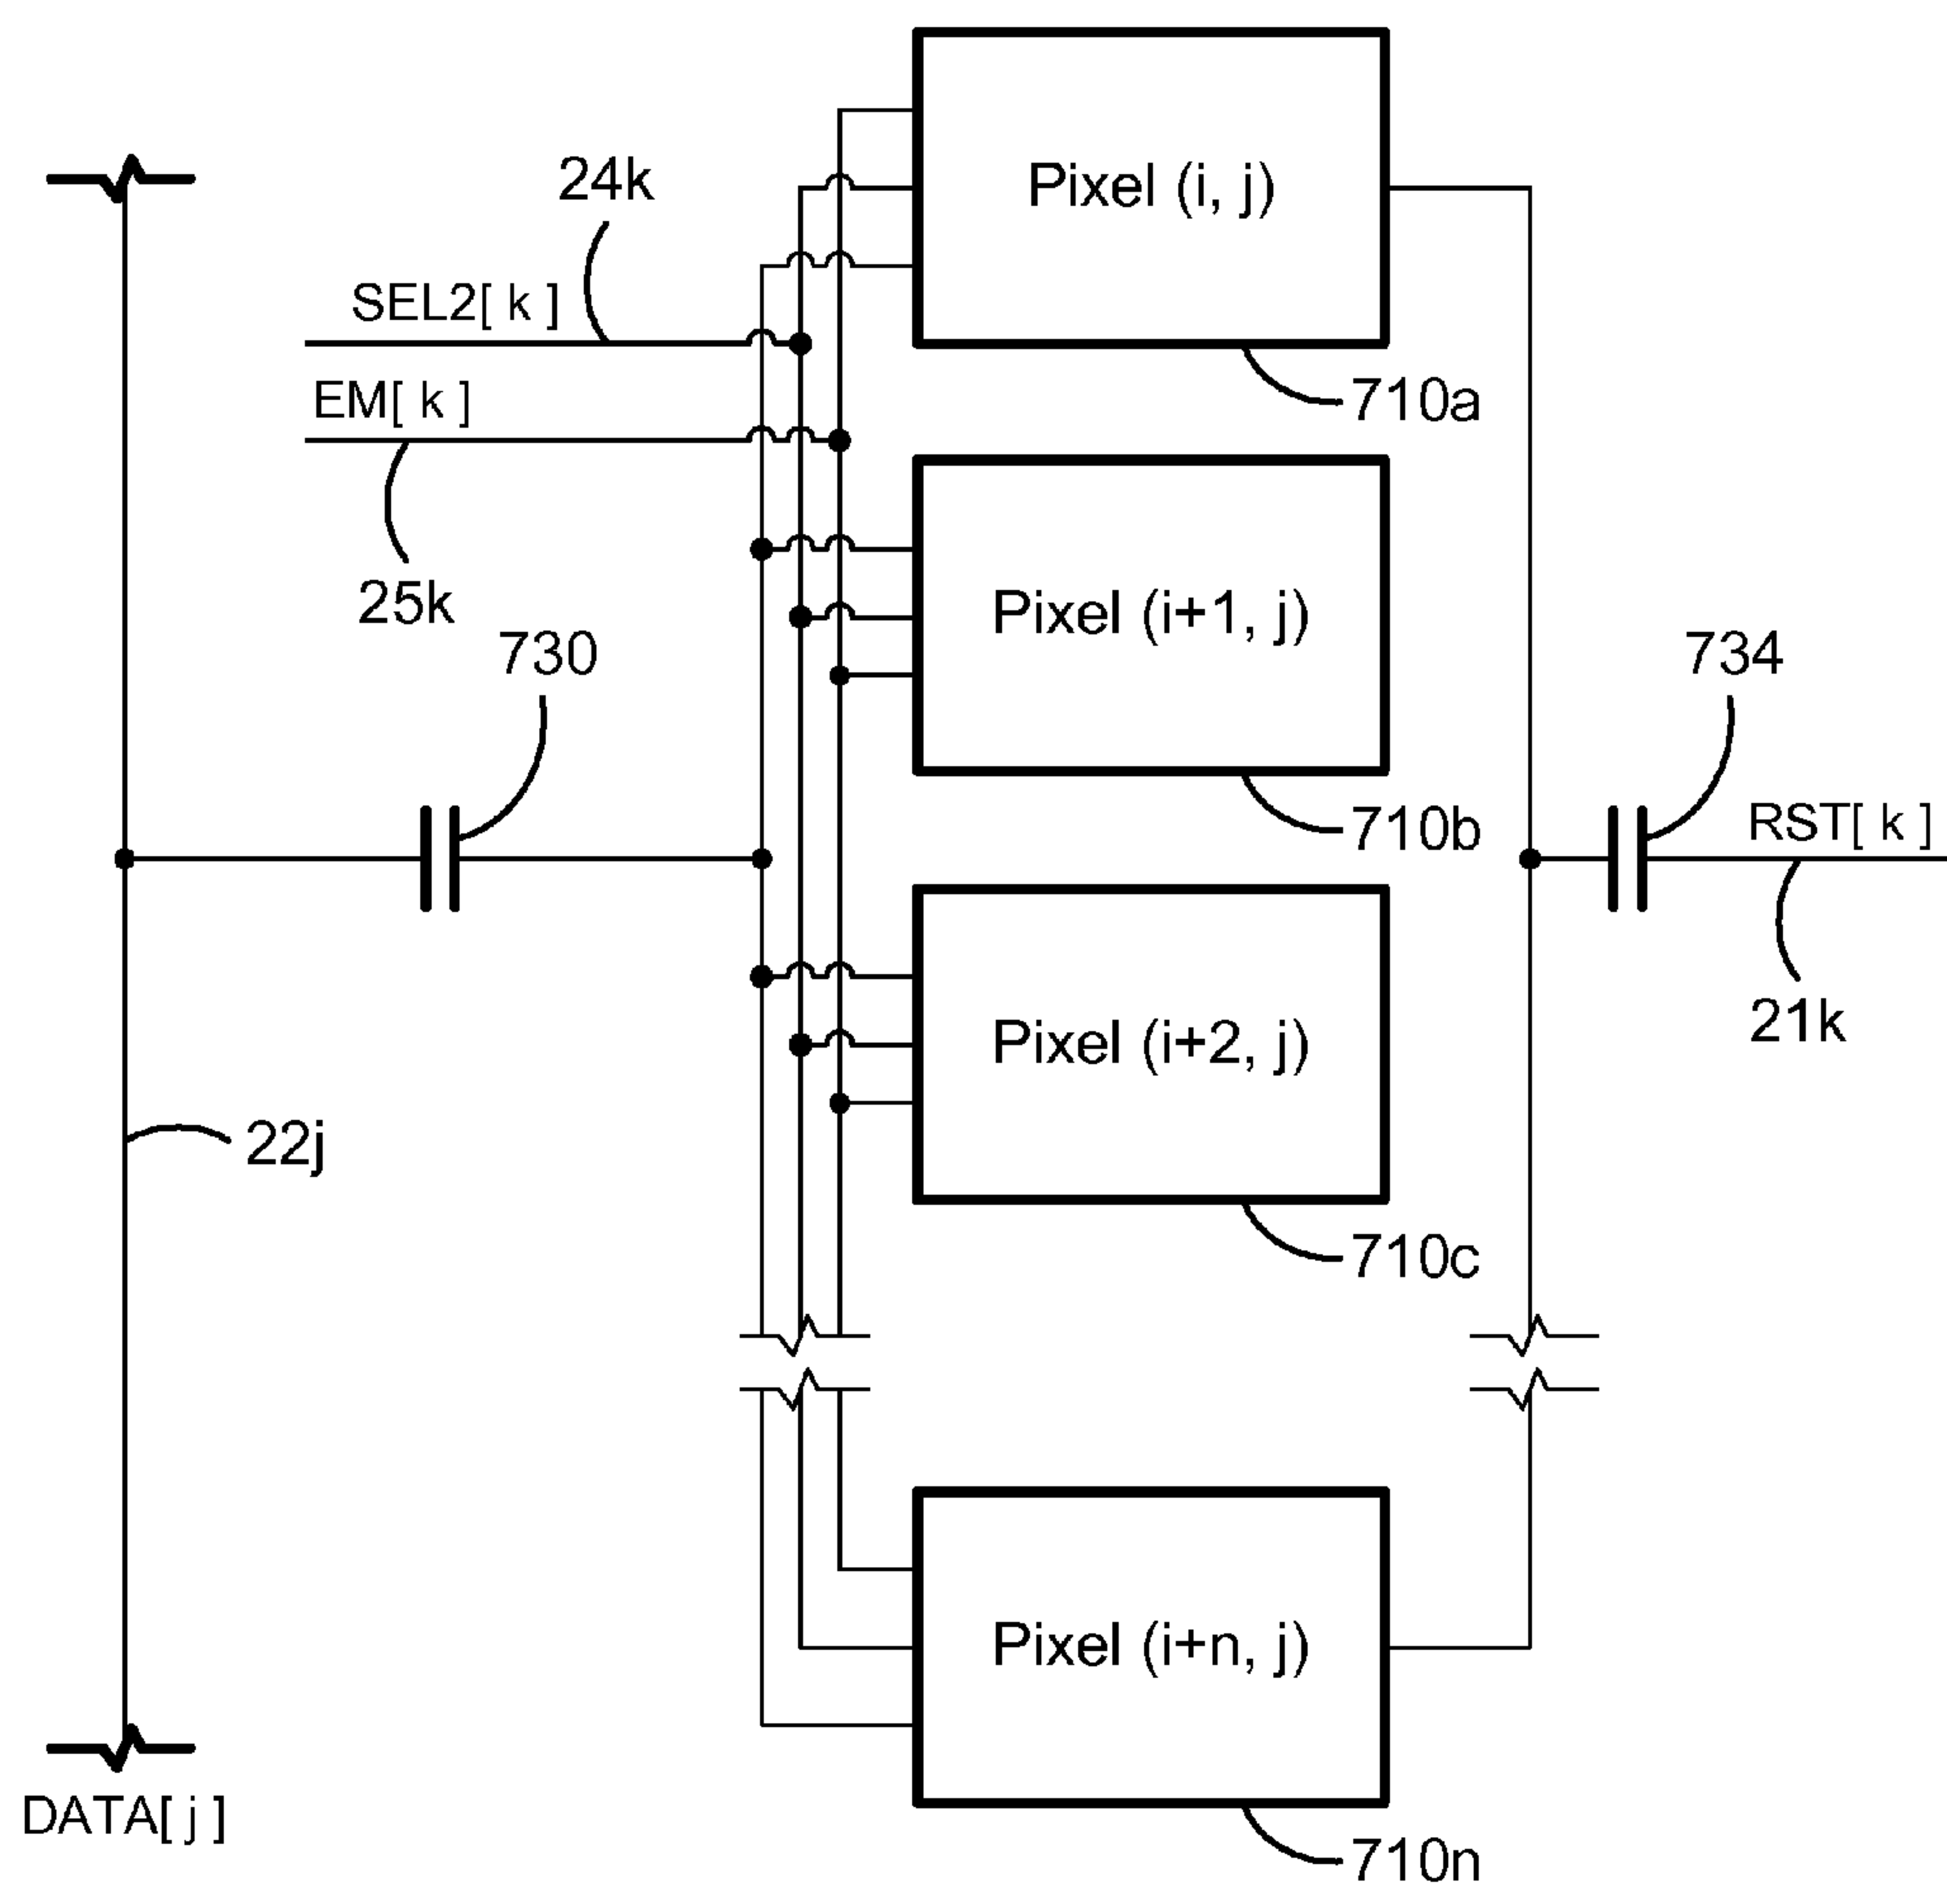 Pixel (i, j)
24k
SEL2[ k ]
EM[ k ]
710a
25k
Pixel (i+1, j)
730
734
710b
RST[ k ]
Pixel (i+2, j)
21k
22j
710c
Pixel (i+n, j)
DATA[ j ]
710n